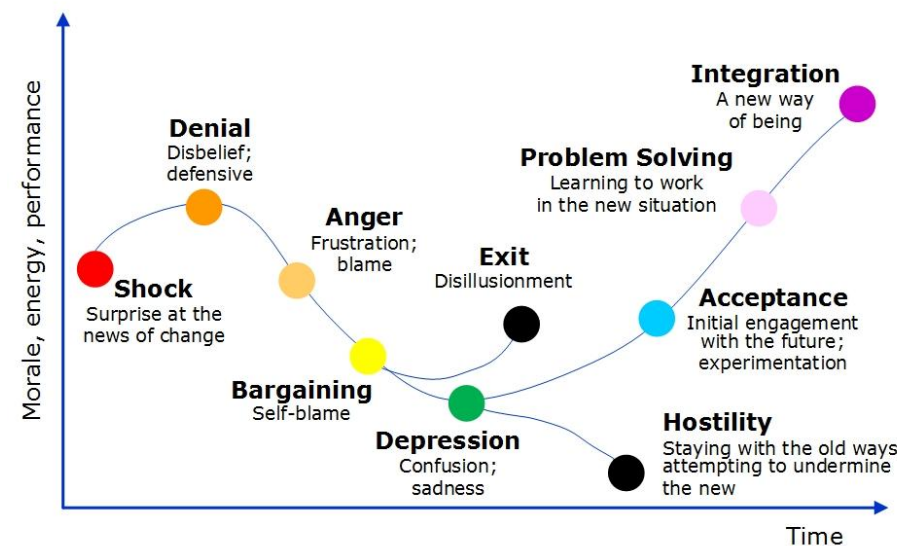 Morale, energy, performance
Denial
Disbelief;
defensive
Shock
Surprise at the
news of change
Anger
Frustration;
blame
Bargaining
Self-blame
Exit
Disillusionment
Depression
Confusion;
sadness
Integration
A new way
of being
Problem Solving
Learning to work
in the new situation
Acceptance
Initial engagement
with the future;
experimentation
Hostility
Staying with the old ways
attempting to undermine
the new
Time